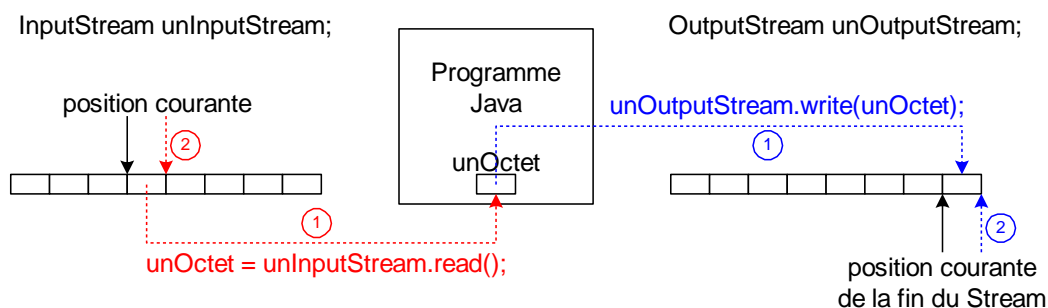 InputStream unInputStream;
OutputStream unOutputStream;
Programme
Java
position courante
unOutputStream.write(unOctet);
2
1
unOctet
1
2
unOctet = unInputStream.read();
position courante
de la fin du Stream